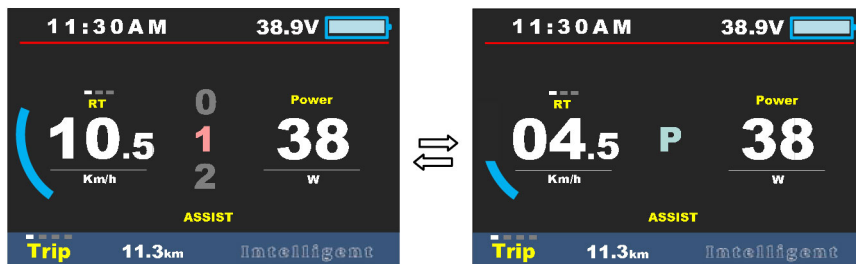 11:30AM 38.9V
RT 0 Power
10.5 1 38
Km/h 2 W
ASSIST
Trip 11.3km Intelligent
11:30AM 38.9V
RT Power
04.5 P 38
Km/h W
ASSIST
Trip 11.3km Intelligent